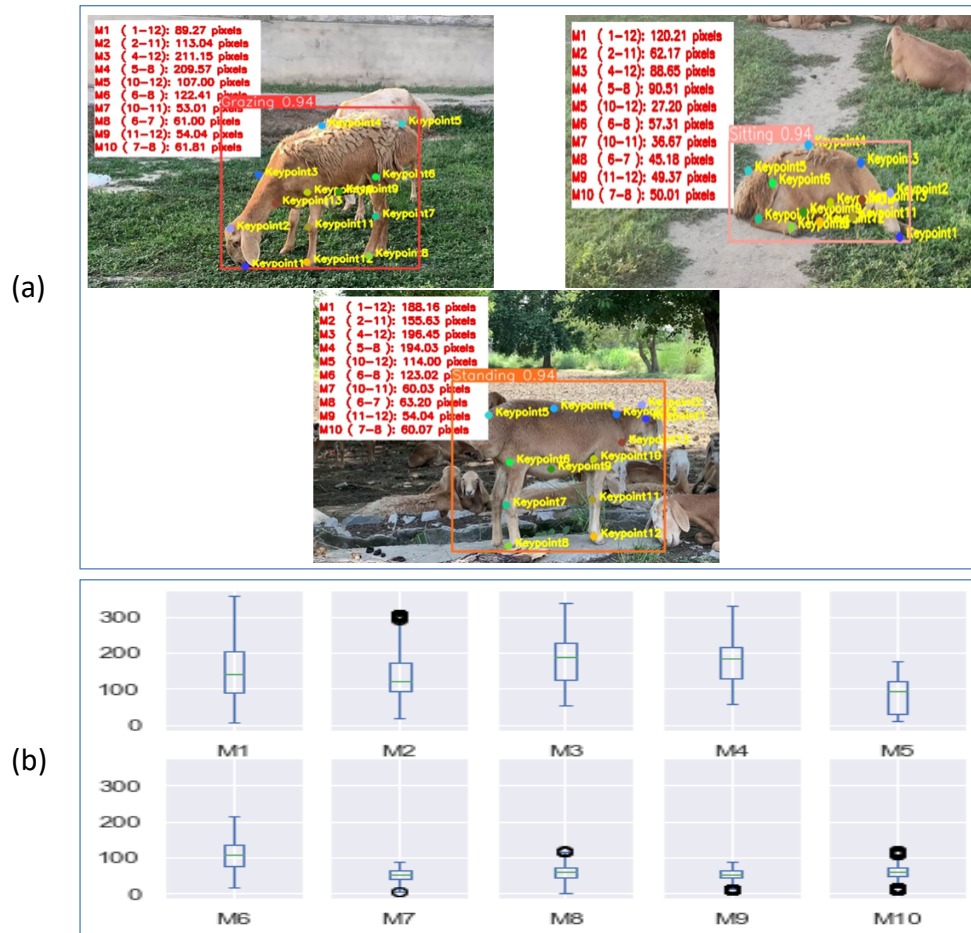 (a)
M1 ( 1-12): 89.27 pixels
M2 ( 2-11): 113.04 pixels
M3 ( 4-12): 211.15 pixels
M4 ( 5-8 ): 209.57 pixels
M5 (10-12): 107.00 pixels
M6 ( 6-8 ): 122.41 pixels
M7 (10-11): 53.01 pixels
M8 ( 6-7 ): 61.00 pixels
M9 (11-12): 54.04 pixels
M10 ( 7-8 ): 61.81 pixels
Grazing 0.94
Keypoint4
Keypoint5
Keypoint3
Keypoint6
Keypoint9
Keypoint13
Keypoint7
Keypoint2
Keypoint11
Keypoint8
Keypoint1
Keypoint12
M1 ( 1-12): 120.21 pixels
M2 ( 2-11): 62.17 pixels
M3 ( 4-12): 88.65 pixels
M4 ( 5-8 ): 90.51 pixels
M5 (10-12): 27.20 pixels
M6 ( 6-8 ): 57.31 pixels
M7 (10-11): 36.67 pixels
M8 ( 6-7 ): 45.18 pixels
M9 (11-12): 49.37 pixels
M10 ( 7-8 ): 50.01 pixels
Sitting 0.94
Keypoint4
Keypoint3
Keypoint5
Keypoint6
Keypoint2
Keypoint1
M1 ( 1-12): 188.16 pixels
M2 ( 2-11): 155.63 pixels
M3 ( 4-12): 196.45 pixels
M4 ( 5-8 ): 194.03 pixels
M5 (10-12): 114.00 pixels
M6 ( 6-8 ): 123.02
M7 (10-11): 60.03 pixels
M8 ( 6-7 ): 63.20 pixels
M9 (11-12): 54.04 pixels
M10 ( 7-8 ): 60.07 pixels
Standing 0.94
Keypoint5
Keypoint4
Keypoint1
Keypoint13
Keypoint6
Keypoint10
Keypoint9
Keypoint7
Keypoint11
Keypoint8
Keypoint12
(b)
300
200
100
0
M1 M2 M3 M4 M5
300
200
100
0
M6 M7 M8 M9 M10